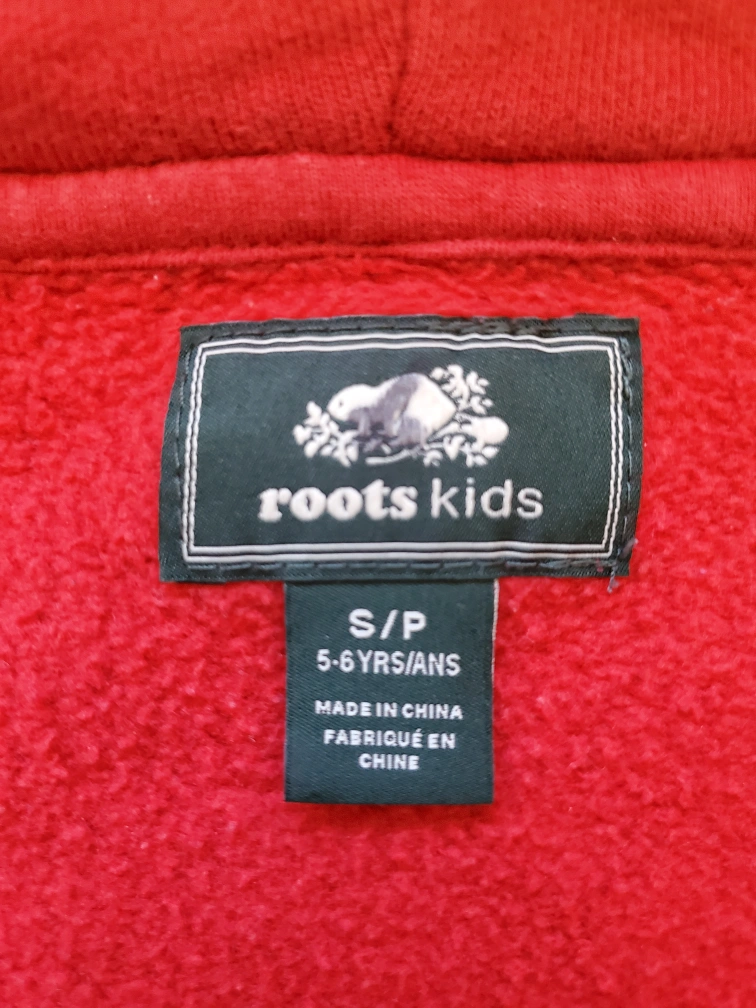 roots kids
S/P
5-6 YRS/ANS
MADE IN CHINA
FABRIQUÉ EN
CHINE